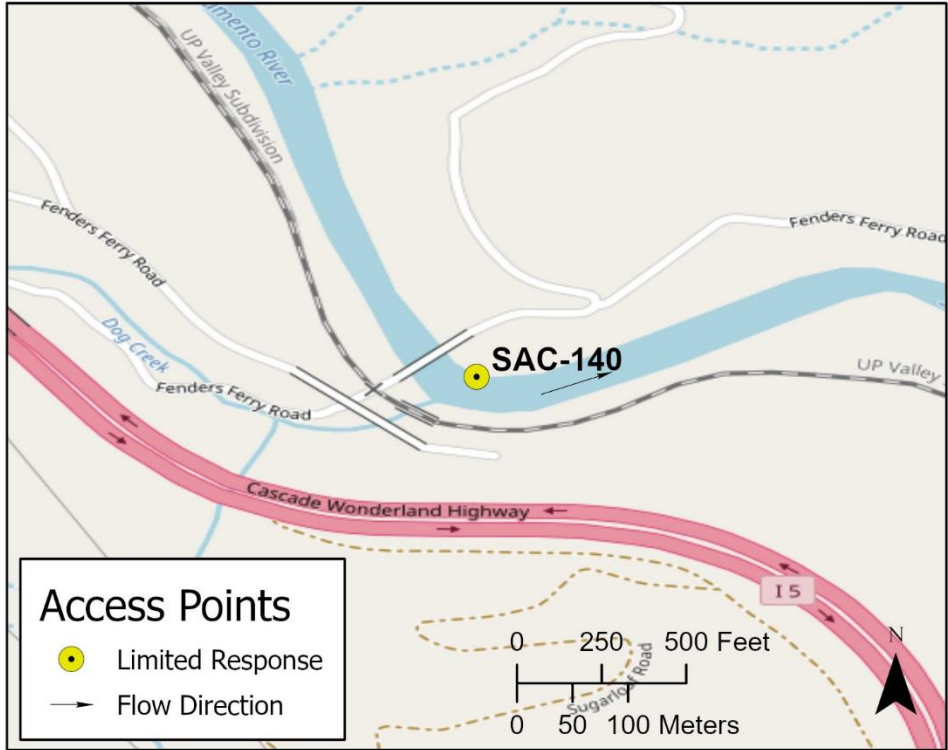 amento River
UP Valley Subdivision
Fenders Ferry Road
Fenders Ferry Road
Dog Creek
Fenders Ferry Road
SAC-140
UP Valley
Cascade Wonderland Highway
I 5
Sugarloaf Road
Access Points
Limited Response
Flow Direction
0 250 500 Feet
0 50 100 Meters
N